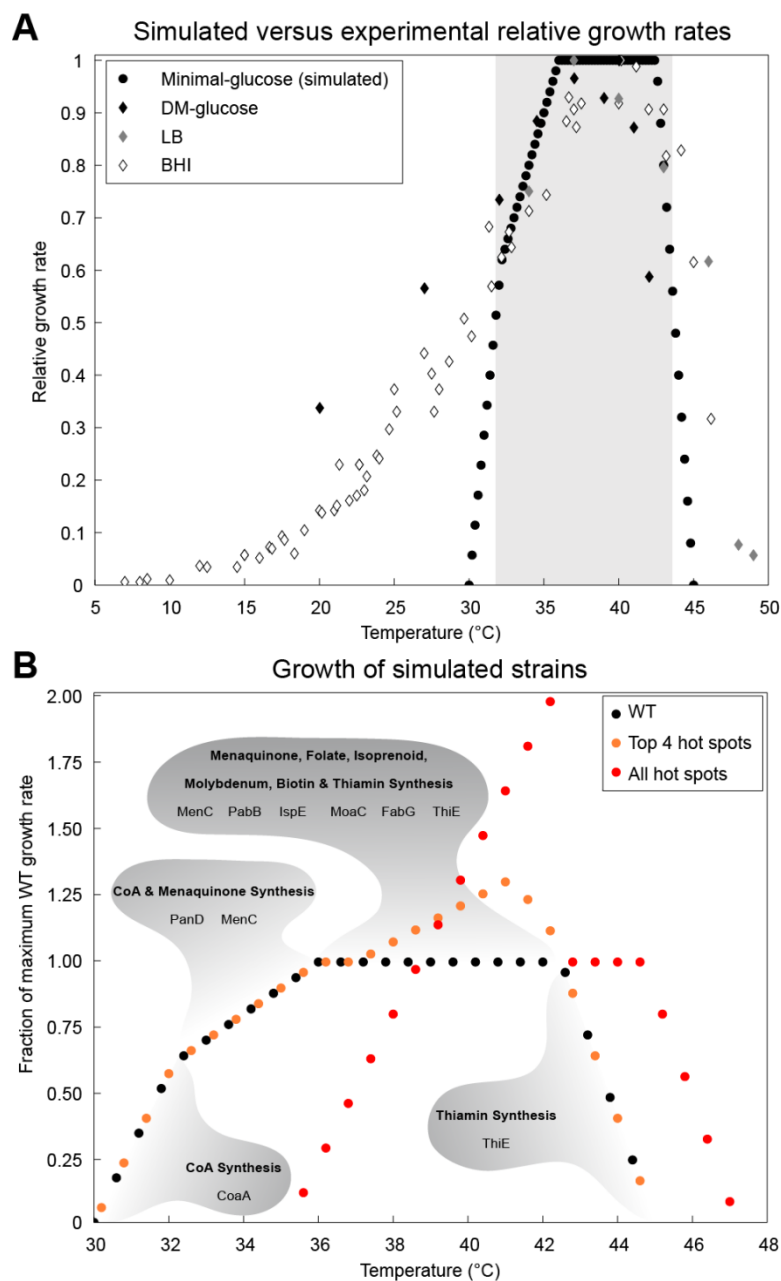 A
Simulated versus experimental relative growth rates
Minimal-glucose (simulated)
DM-glucose
LB
BHI
1
0.9
0.8
0.7
0.6
0.5
0.4
0.3
0.2
0.1
0
Relative growth rate
5 10 15 20 25 30 35 40 45 50
Temperature (°C)
B
Growth of simulated strains
WT
Top 4 hot spots
All hot spots
2.00
1.75
1.50
1.25
1.00
0.75
0.50
0.25
0
Fraction of maximum WT growth rate
Menaquinone, Folate, Isoprenoid,
Molybdenum, Biotin & Thiamin Synthesis
MenC PabB IspE MoaC FabG ThiE
CoA & Menaquinone Synthesis
PanD MenC
Thiamin Synthesis
ThiE
CoA Synthesis
CoaA
30 32 34 36 38 40 42 44 46 48
Temperature (°C)